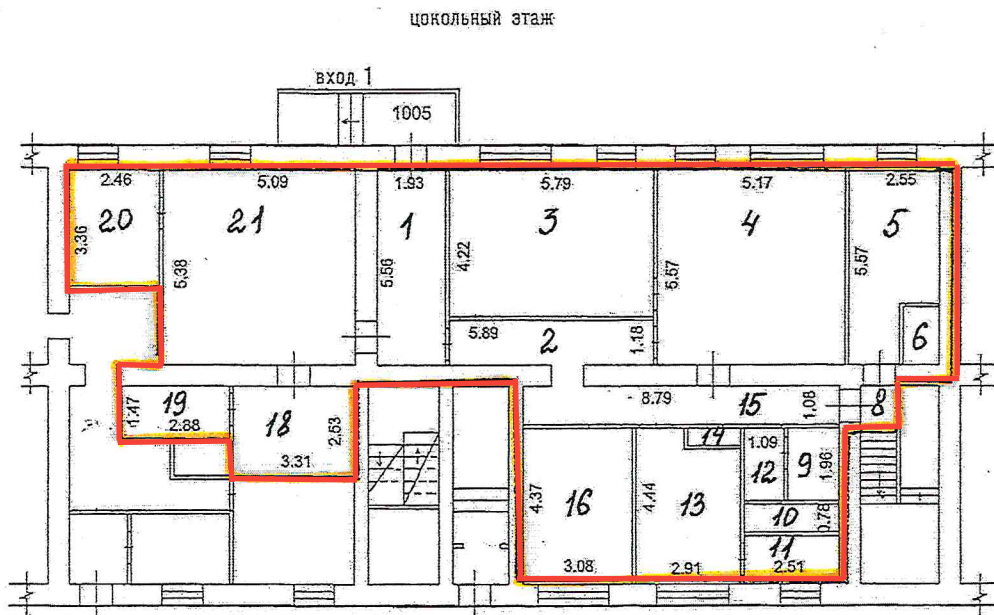 цокольный этаж
вход 1
1005
2.46 5.09 1.93 5.79 5.17 2.55
20 21 1 3 4 5
3.36 5.38 5.56 4.22 5.57 5.57
5.89 2 1.18 6
8.79 15 1.08 8
1.47 19 2.88 18 2.53
3.31
14 1.09 9 1.96
12
4.37 16 4.44 13 10 0.78
11
3.08 2.91 2.51